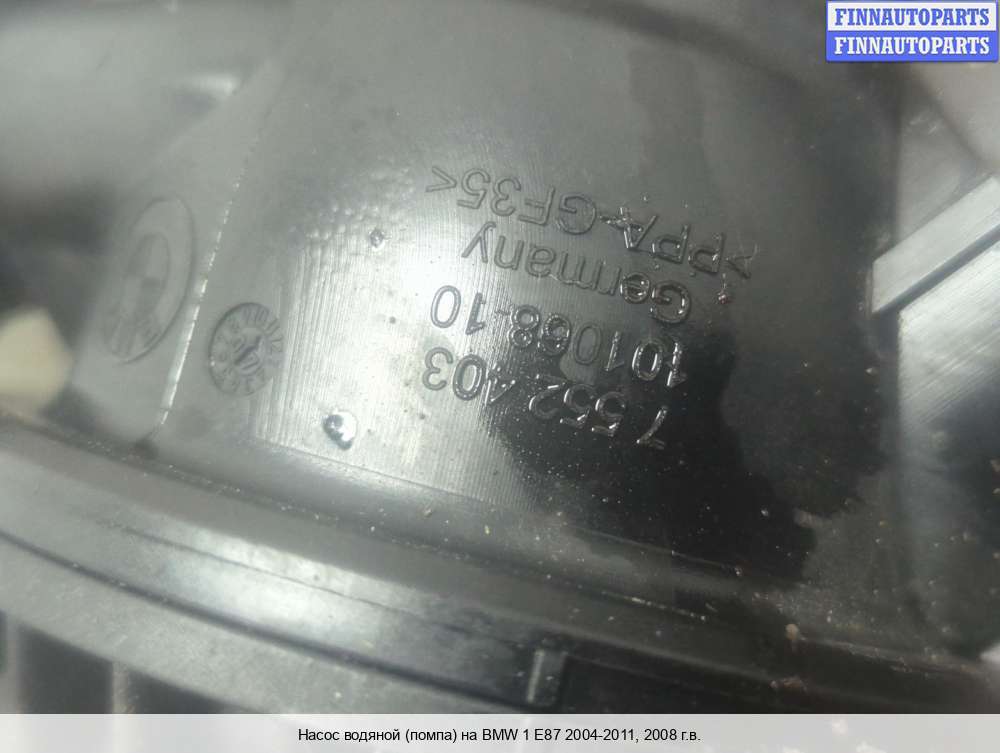 FINNAUTOPARTS
FINNAUTOPARTS
7 552 403
101068-10
Germany
>PPA-GF35<
Насос водяной (помпа) на BMW 1 E87 2004-2011, 2008 г.в.